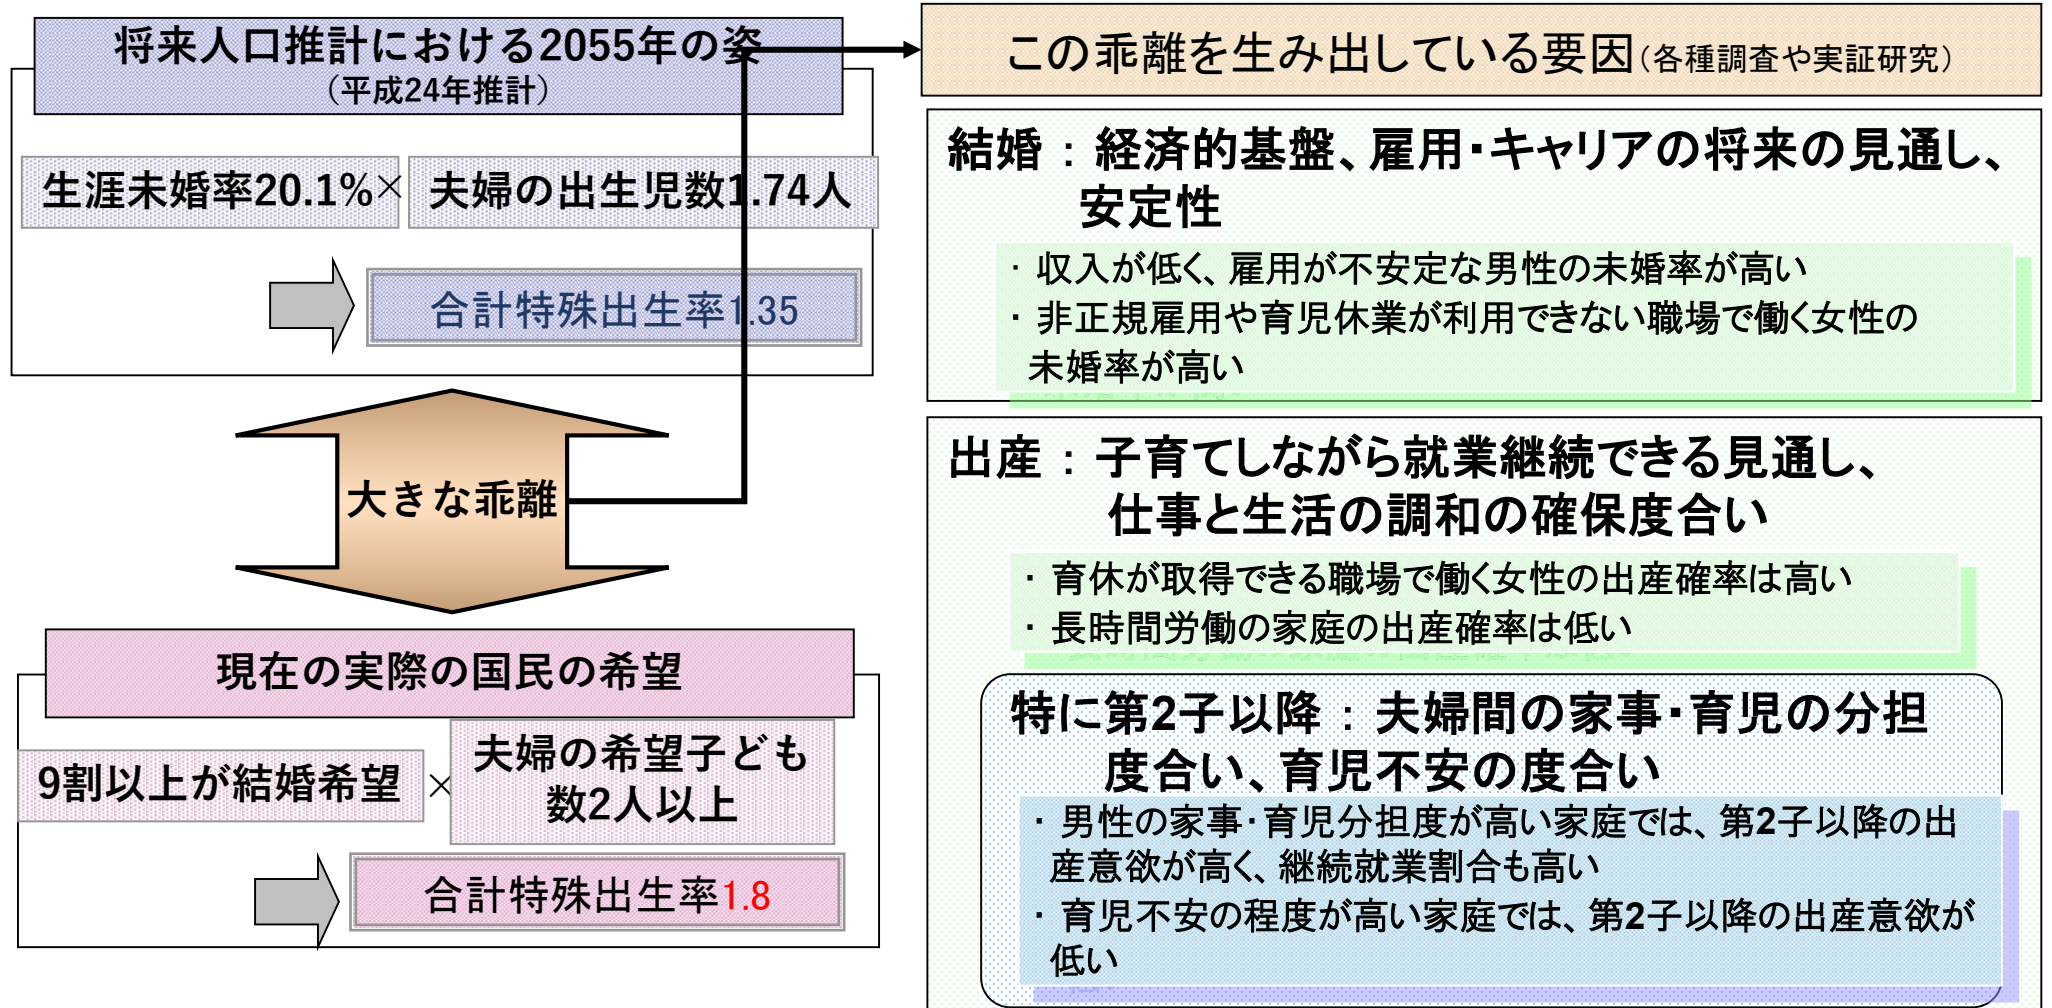 将来人口推計における2055年の姿
（平成24年推計）
生涯未婚率20.1%×
夫婦の出生児数1.74人
合計特殊出生率1.35
大きな乖離
現在の実際の国民の希望
9割以上が結婚希望
×
夫婦の希望子ども
数2人以上
合計特殊出生率1.8
この乖離を生み出している要因（各種調査や実証研究）
結婚：経済的基盤、雇用・キャリアの将来の見通し、
安定性
・収入が低く、雇用が不安定な男性の未婚率が高い
・非正規雇用や育児休業が利用できない職場で働く女性の
未婚率が高い
出産：子育てしながら就業継続できる見通し、
仕事と生活の調和の確保度合い
・育休が取得できる職場で働く女性の出産確率は高い
・長時間労働の家庭の出産確率は低い
特に第2子以降：夫婦間の家事・育児の分担
度合い、育児不安の度合い
・男性の家事・育児分担度が高い家庭では、第2子以降の出
産意欲が高く、継続就業割合も高い
・育児不安の程度が高い家庭では、第2子以降の出産意欲が
低い